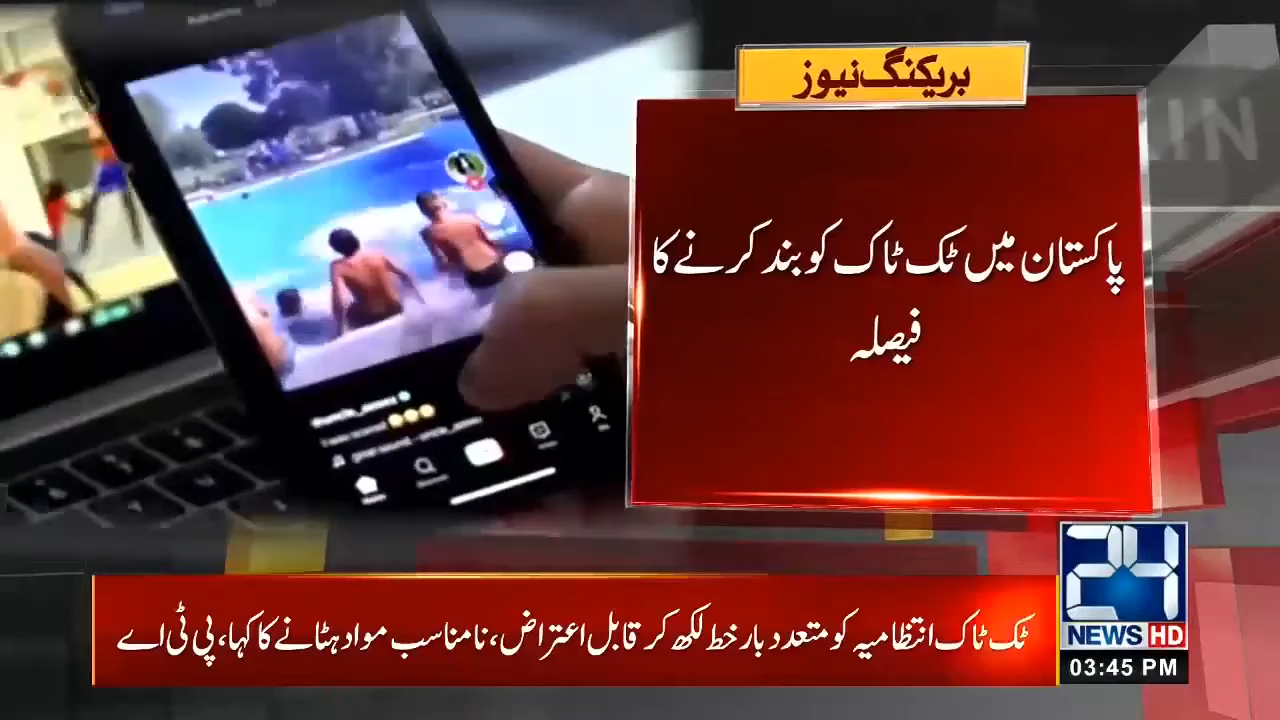 بریکنگ نیوز
پاکستان میں ٹک ٹاک کو بند کرنے کا
فیصلہ
24
NEWS HD
03:45 PM
ٹک ٹاک انتظامیہ کو متعدد بار خط لکھ کر قابل اعتراض، نامناسب مواد ہٹانے کا کہا، پی ٹی اے